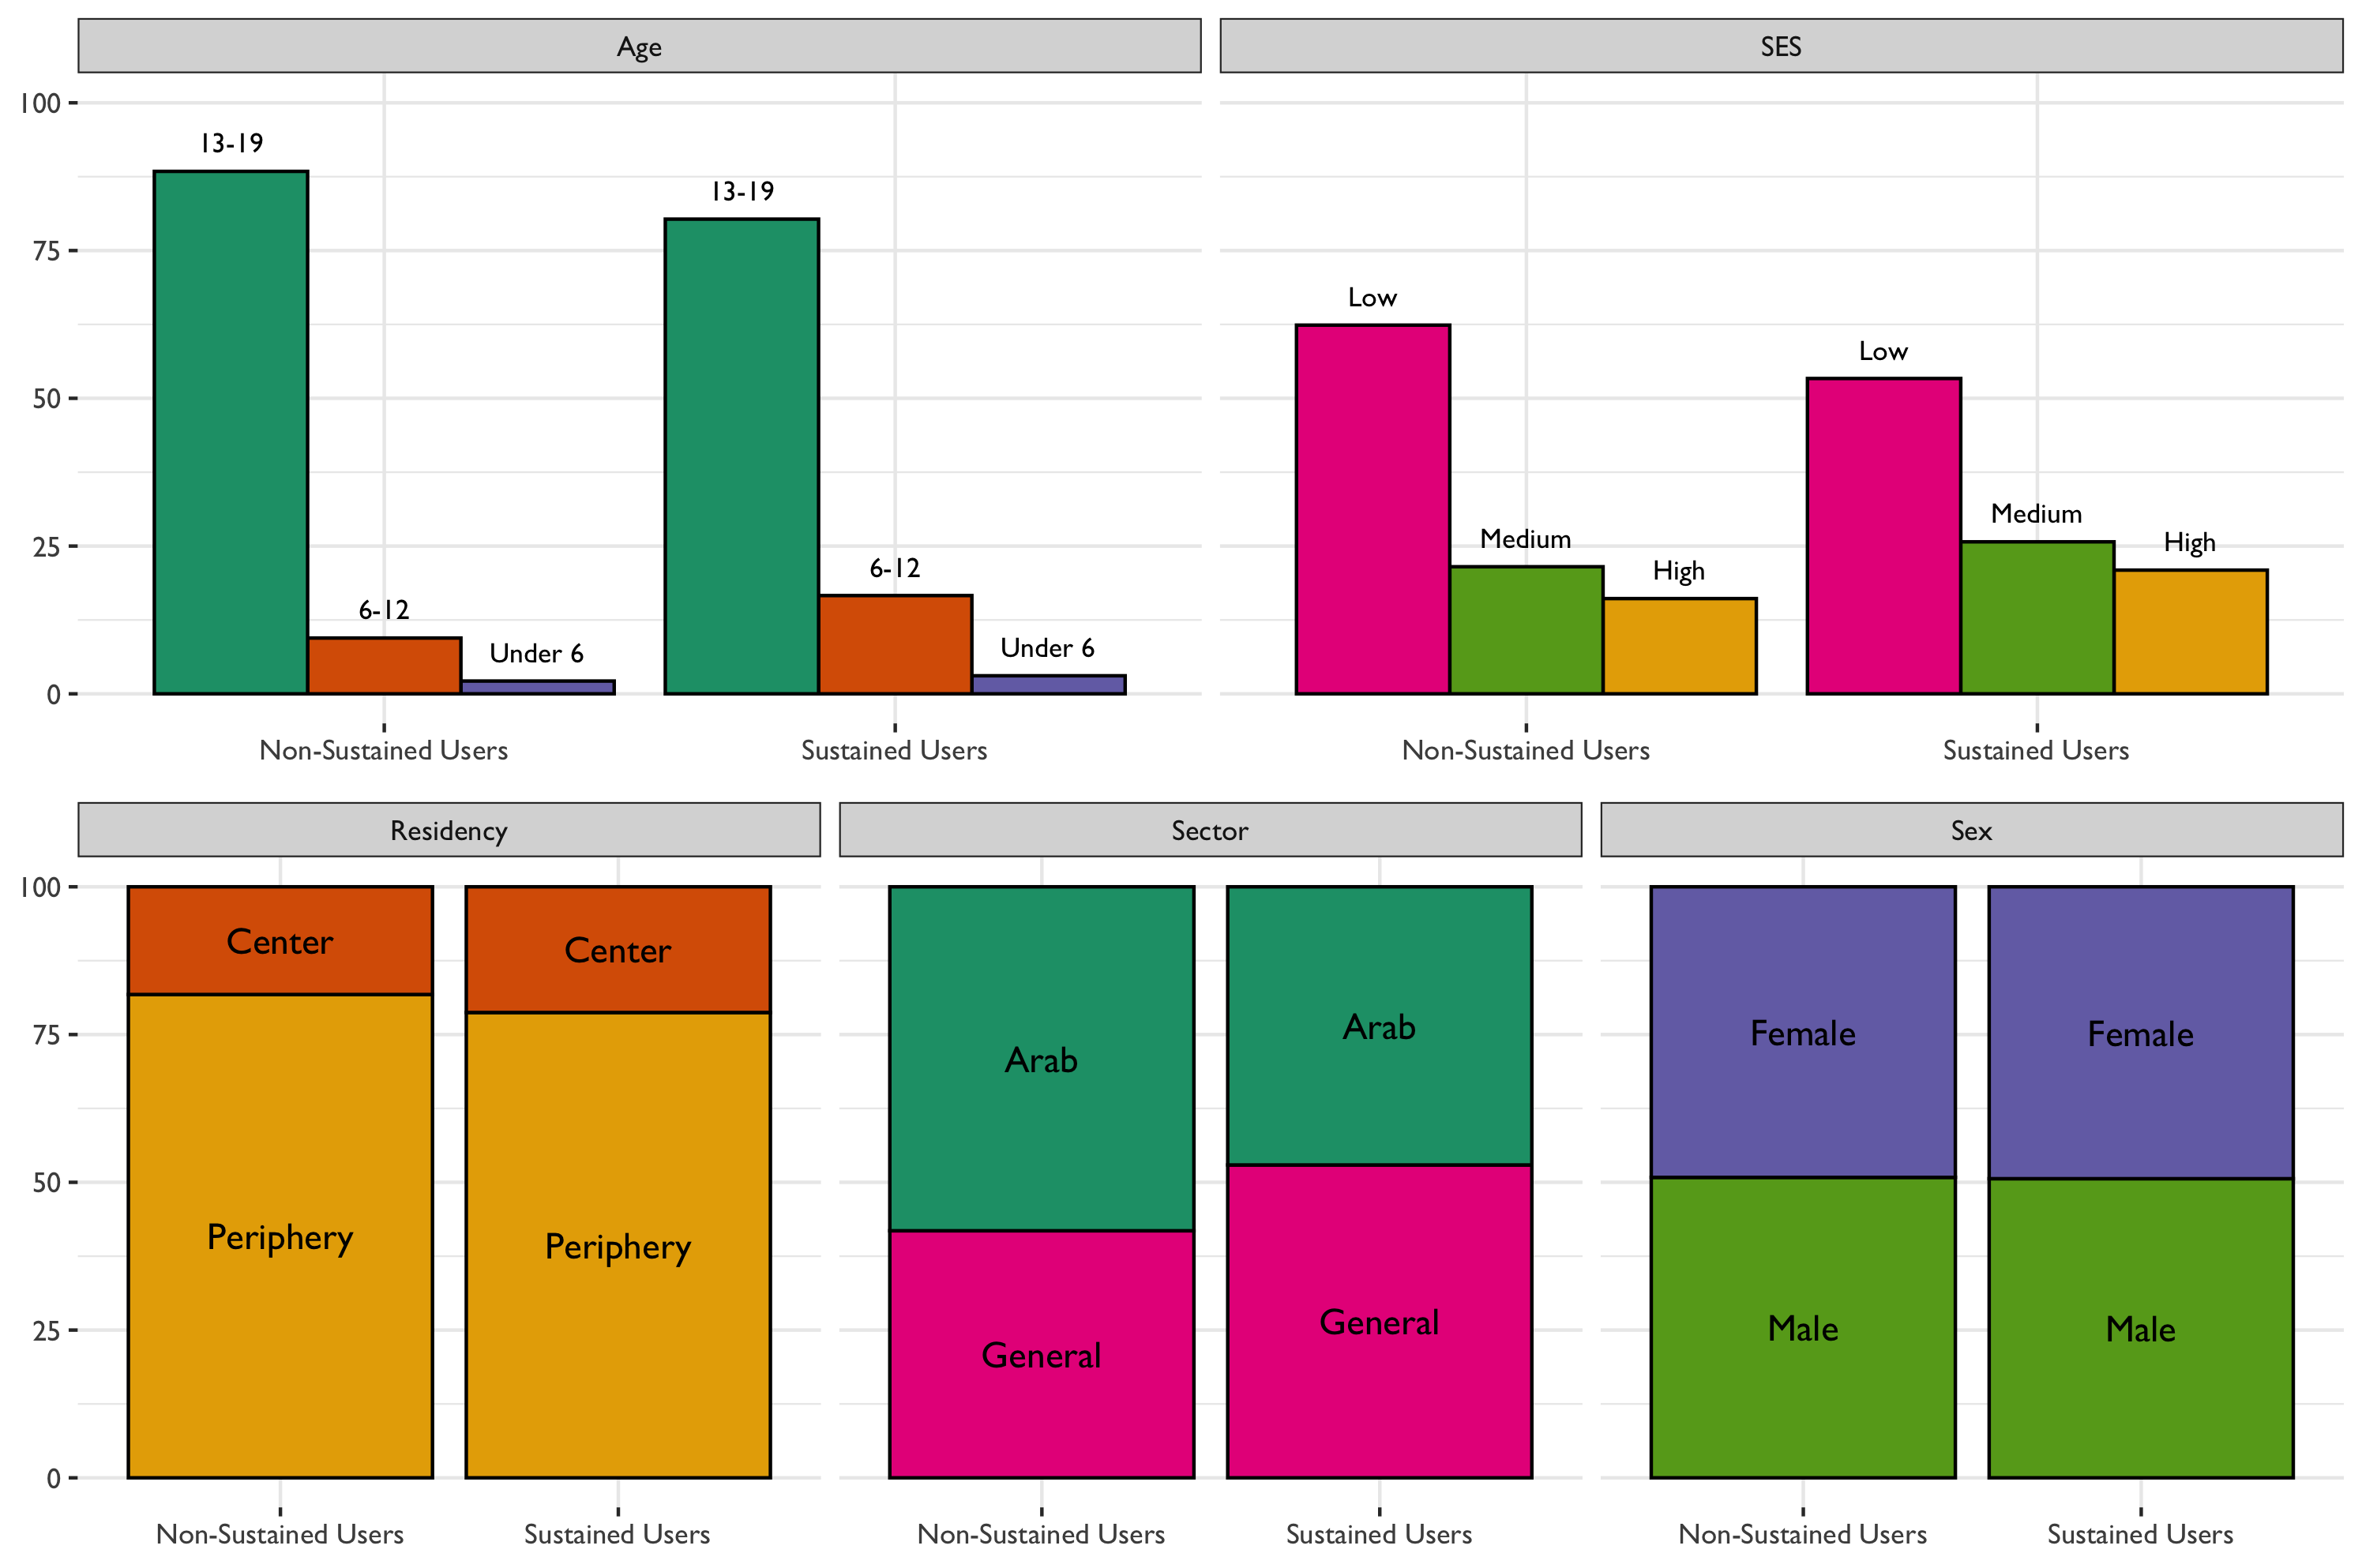 Age
SES
100
75
50
25
0
13-19
6-12
Under 6
13-19
6-12
Under 6
Low
Medium
High
Low
Medium
High
Non-Sustained Users
Sustained Users
Non-Sustained Users
Sustained Users
Residency
Sector
Sex
100
75
50
25
0
Center
Periphery
Center
Periphery
Arab
General
Arab
General
Female
Male
Female
Male
Non-Sustained Users
Sustained Users
Non-Sustained Users
Sustained Users
Non-Sustained Users
Sustained Users